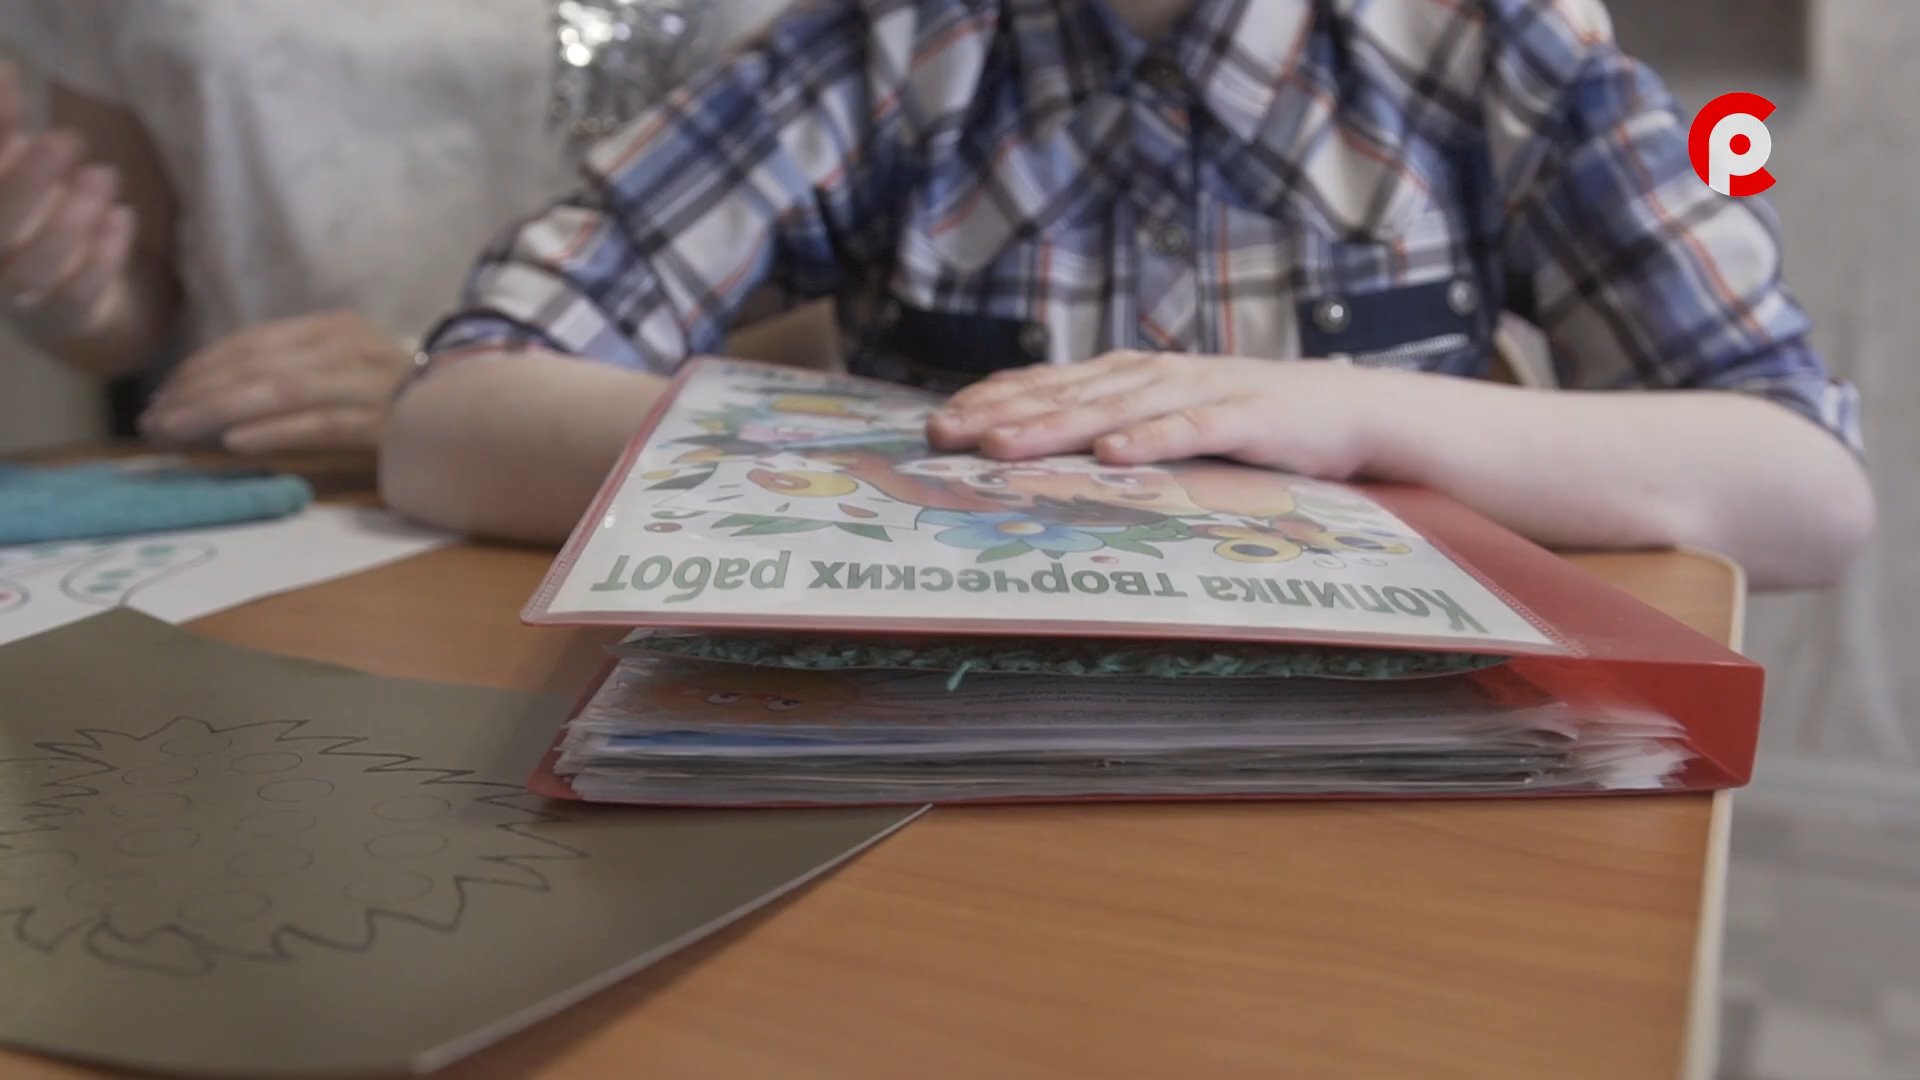 Копилка творческих работ